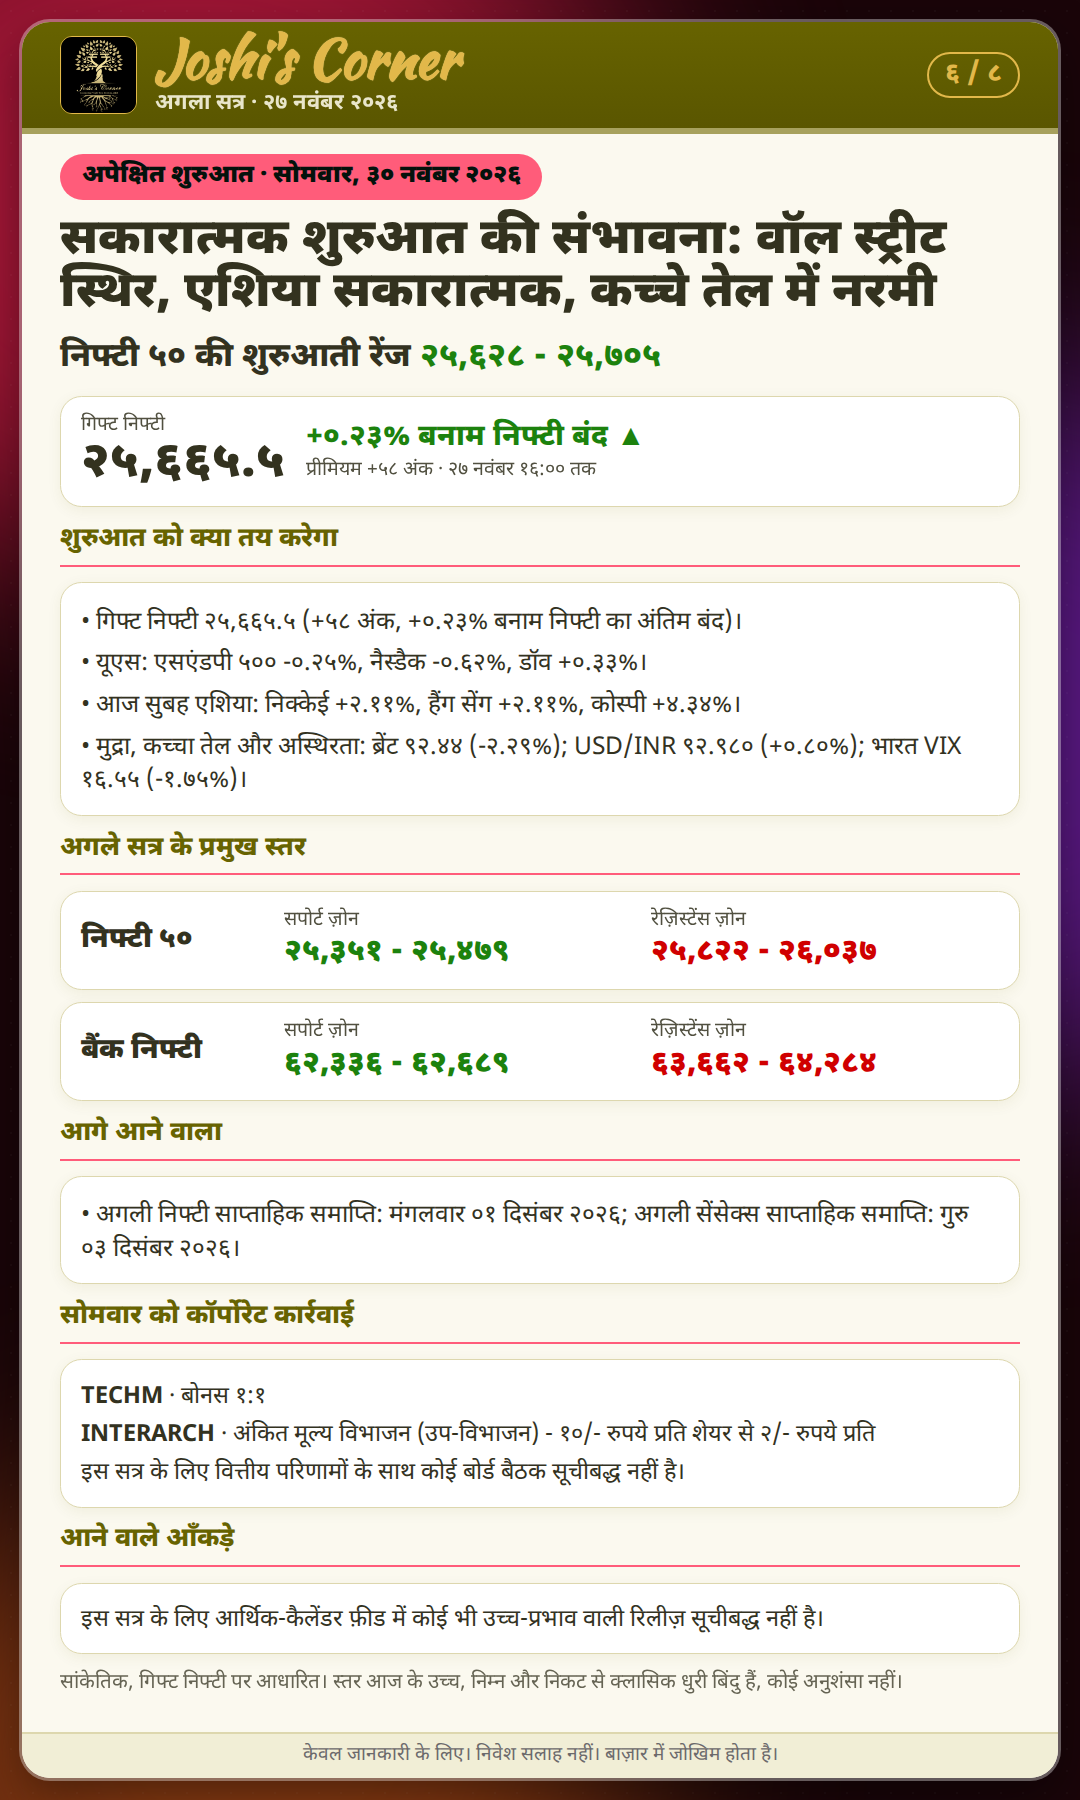 Joshi's Corner
Joshi's Corner
अगला सत्र · २७ नवंबर २०२६
६ / ८
अपेक्षित शुरुआत · सोमवार, ३० नवंबर २०२६
सकारात्मक शुरुआत की संभावना: वॉल स्ट्रीट
स्थिर, एशिया सकारात्मक, कच्चे तेल में नरमी
निफ्टी ५० की शुरुआती रेंज २५,६२८ - २५,७०५
गिफ्ट निफ्टी
२५,६६५.५
+०.२३% बनाम निफ्टी बंद ▲
प्रीमियम +५८ अंक · २७ नवंबर १६:०० तक
शुरुआत को क्या तय करेगा
• गिफ्ट निफ्टी २५,६६५.५ (+५८ अंक, +०.२३% बनाम निफ्टी का अंतिम बंद)।
• यूएस: एसएंडपी ५०० -०.२५%, नैस्डैक -०.६२%, डॉव +०.३३%।
• आज सुबह एशिया: निक्केई +२.११%, हैंग सेंग +२.११%, कोस्पी +४.३४%।
• मुद्रा, कच्चा तेल और अस्थिरता: ब्रेंट ९२.४४ (-२.२९%); USD/INR ९२.९८० (+०.८०%); भारत VIX
१६.५५ (-१.७५%)।
अगले सत्र के प्रमुख स्तर
निफ्टी ५०
सपोर्ट ज़ोन
२५,३५१ - २५,४७९
रेज़िस्टेंस ज़ोन
२५,८२२ - २६,०३७
बैंक निफ्टी
सपोर्ट ज़ोन
६२,३३६ - ६२,६८९
रेज़िस्टेंस ज़ोन
६३,६६२ - ६४,२८४
आगे आने वाला
• अगली निफ्टी साप्ताहिक समाप्ति: मंगलवार ०१ दिसंबर २०२६; अगली सेंसेक्स साप्ताहिक समाप्ति: गुरु
०३ दिसंबर २०२६।
सोमवार को कॉर्पोरेट कार्रवाई
TECHM · बोनस १:१
INTERARCH · अंकित मूल्य विभाजन (उप-विभाजन) - १०/- रुपये प्रति शेयर से २/- रुपये प्रति
इस सत्र के लिए वित्तीय परिणामों के साथ कोई बोर्ड बैठक सूचीबद्ध नहीं है।
आने वाले आँकड़े
इस सत्र के लिए आर्थिक-कैलेंडर फ़ीड में कोई भी उच्च-प्रभाव वाली रिलीज़ सूचीबद्ध नहीं है।
सांकेतिक, गिफ्ट निफ्टी पर आधारित। स्तर आज के उच्च, निम्न और निकट से क्लासिक धुरी बिंदु हैं, कोई अनुशंसा नहीं।
केवल जानकारी के लिए। निवेश सलाह नहीं। बाज़ार में जोखिम होता है।